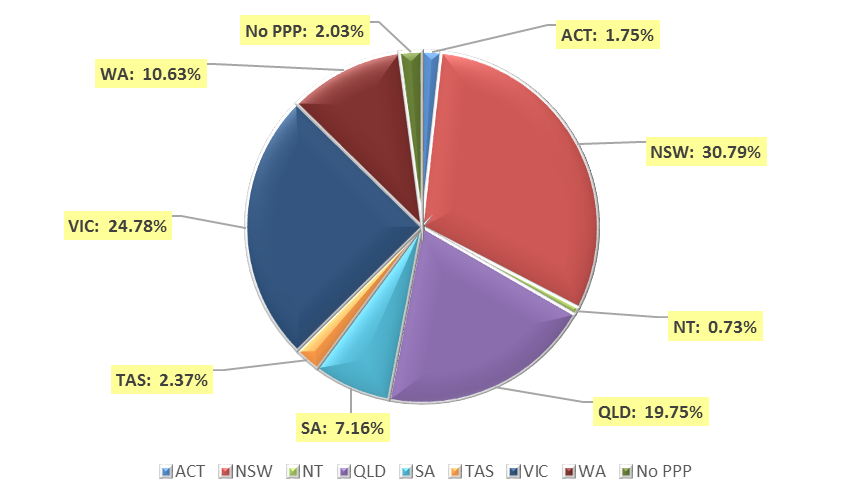 No PPP: 2.03%
ACT: 1.75%
WA: 10.63%
NSW: 30.79%
VIC: 24.78%
NT: 0.73%
TAS: 2.37%
QLD: 19.75%
SA: 7.16%
ACT NSW NT QLD SA TAS VIC WA No PPP